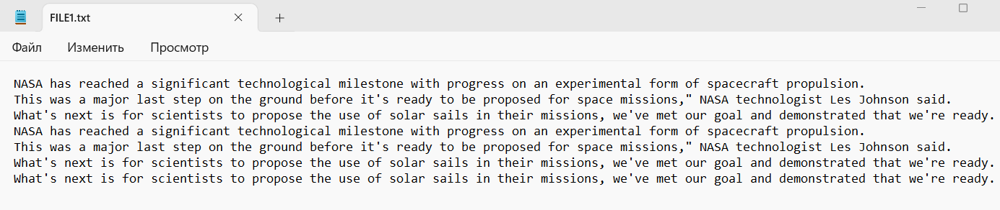 FILE1.txt
Файл Изменить Просмотр
NASA has reached a significant technological milestone with progress on an experimental form of spacecraft propulsion.
This was a major last step on the ground before it's ready to be proposed for space missions," NASA technologist Les Johnson said.
What's next is for scientists to propose the use of solar sails in their missions, we've met our goal and demonstrated that we're ready.
NASA has reached a significant technological milestone with progress on an experimental form of spacecraft propulsion.
This was a major last step on the ground before it's ready to be proposed for space missions," NASA technologist Les Johnson said.
What's next is for scientists to propose the use of solar sails in their missions, we've met our goal and demonstrated that we're ready.
What's next is for scientists to propose the use of solar sails in their missions, we've met our goal and demonstrated that we're ready.